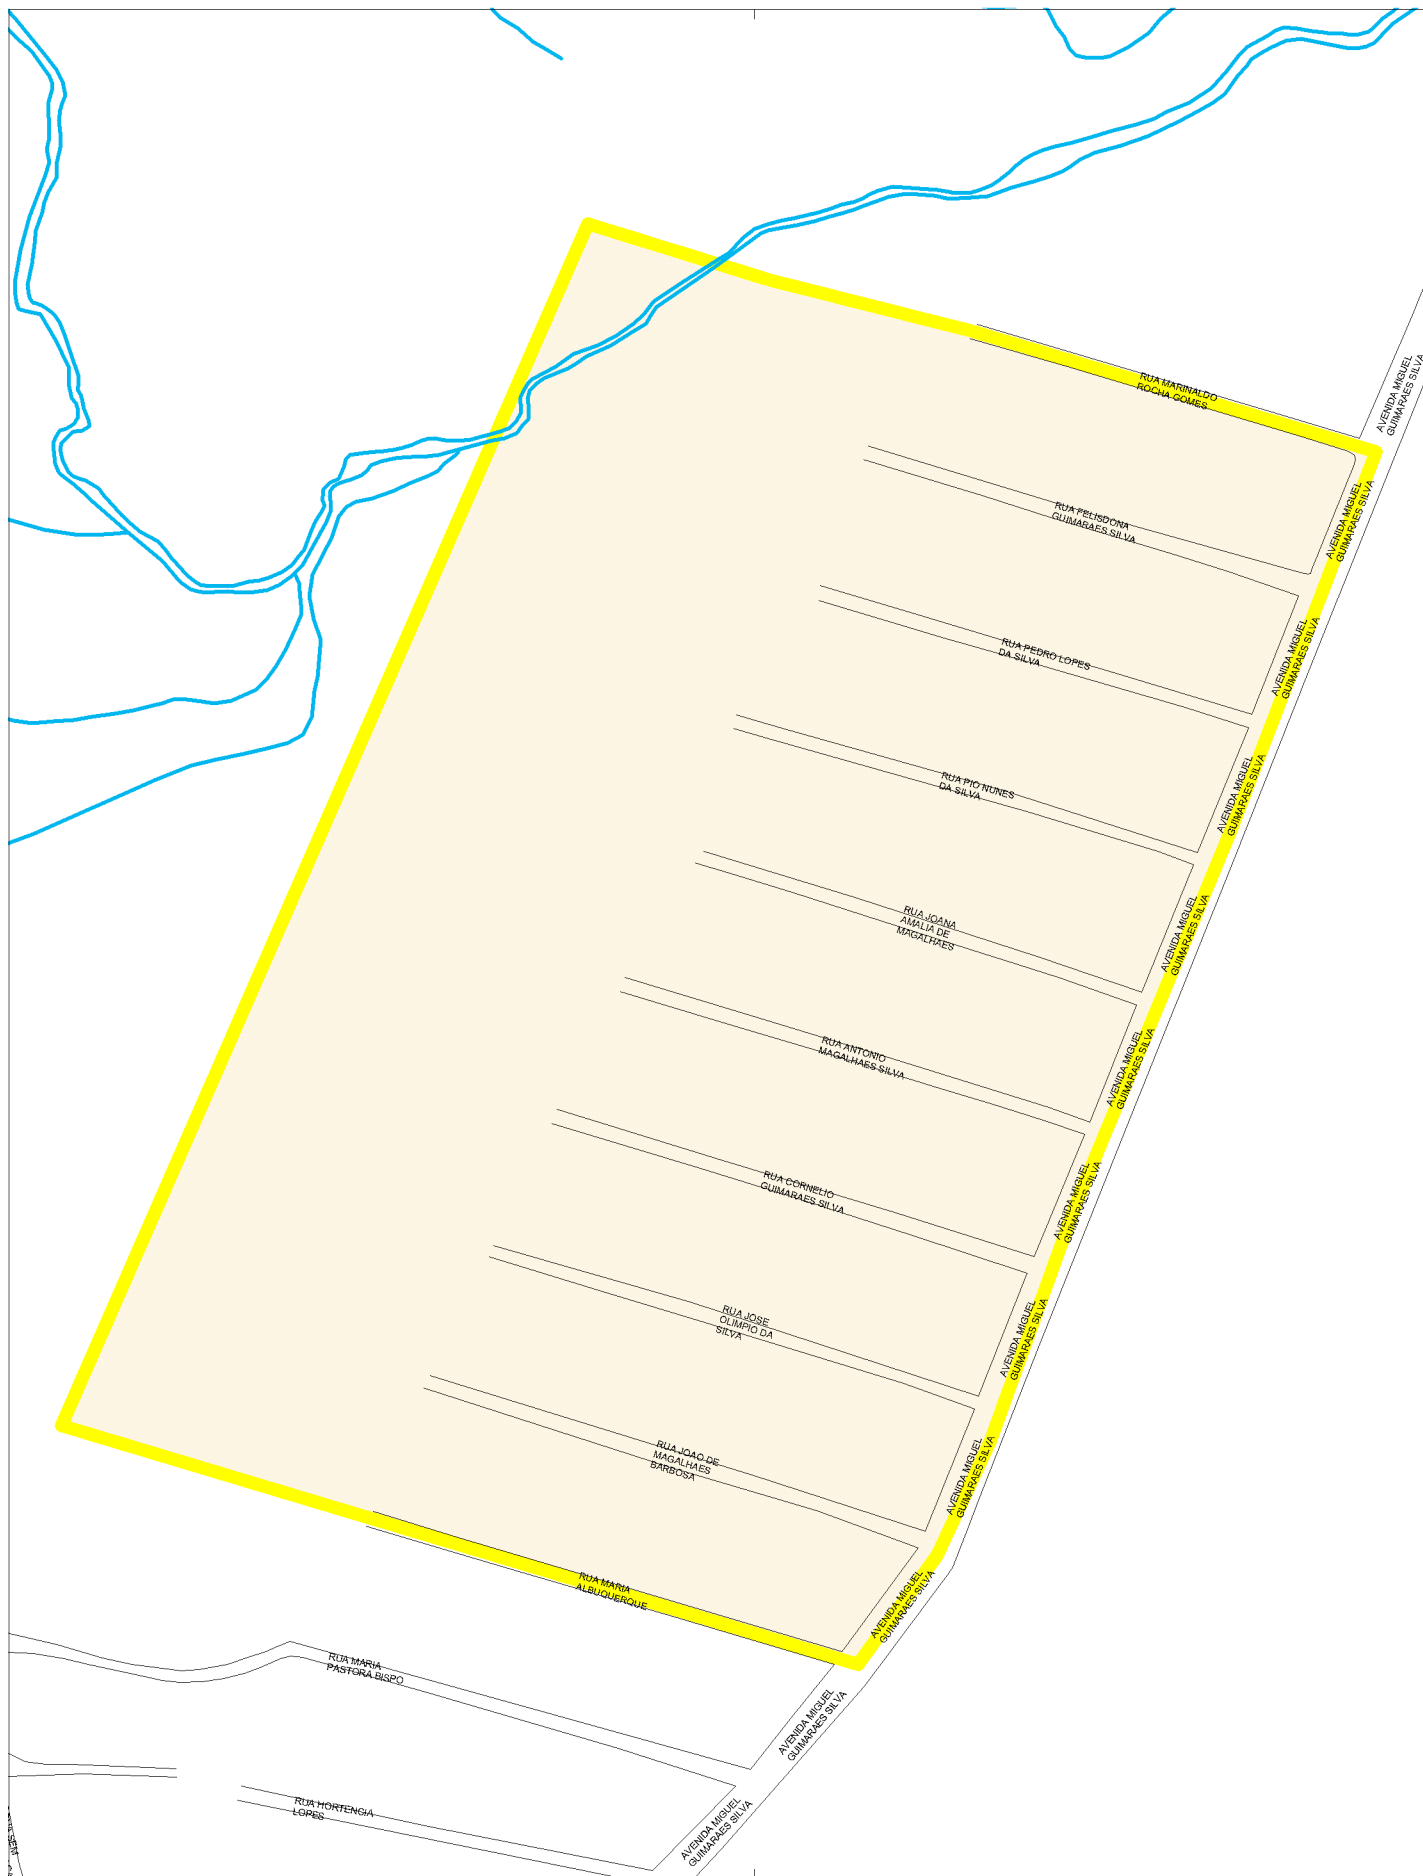 RUA MARINALDO
ROCHA GOMES
AVENIDA MIGUEL
GUIMARAES SILVA
RUA FELISDONA
GUIMARAES SILVA
AVENIDA MIGUEL
GUIMARAES SILVA
RUA PEDRO LOPES
DA SILVA
AVENIDA MIGUEL
GUIMARAES SILVA
RUA PIO NUNES
DA SILVA
AVENIDA MIGUEL
GUIMARAES SILVA
RUA JOANA
AMALIA DE
MAGALHAES
AVENIDA MIGUEL
GUIMARAES SILVA
RUA ANTONIO
MAGALHAES SILVA
AVENIDA MIGUEL
GUIMARAES SILVA
RUA CORNELIO
GUIMARAES SILVA
AVENIDA MIGUEL
GUIMARAES SILVA
RUA JOSE
OLIMPIO DA
SILVA
AVENIDA MIGUEL
GUIMARAES SILVA
RUA JOAO DE
MAGALHAES
BARBOSA
AVENIDA MIGUEL
GUIMARAES SILVA
RUA MARIA
ALBUQUERQUE
AVENIDA MIGUEL
GUIMARAES SILVA
RUA MARIA
PASTORA BISPO
AVENIDA MIGUEL
GUIMARAES SILVA
RUA HORTENCIA
LOPES
AVENIDA MIGUEL
GUIMARAES SILVA
SEM